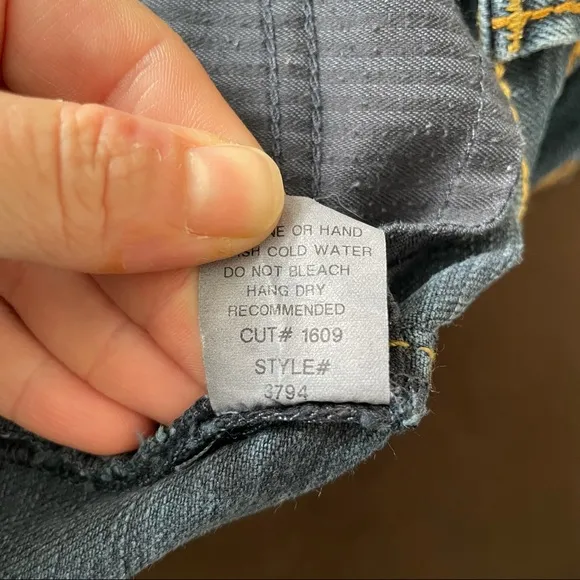 NE OR HAND
SH COLD WATER
DO NOT BLEACH
HANG DRY
RECOMMENDED
CUT# 1609
STYLE#
3794